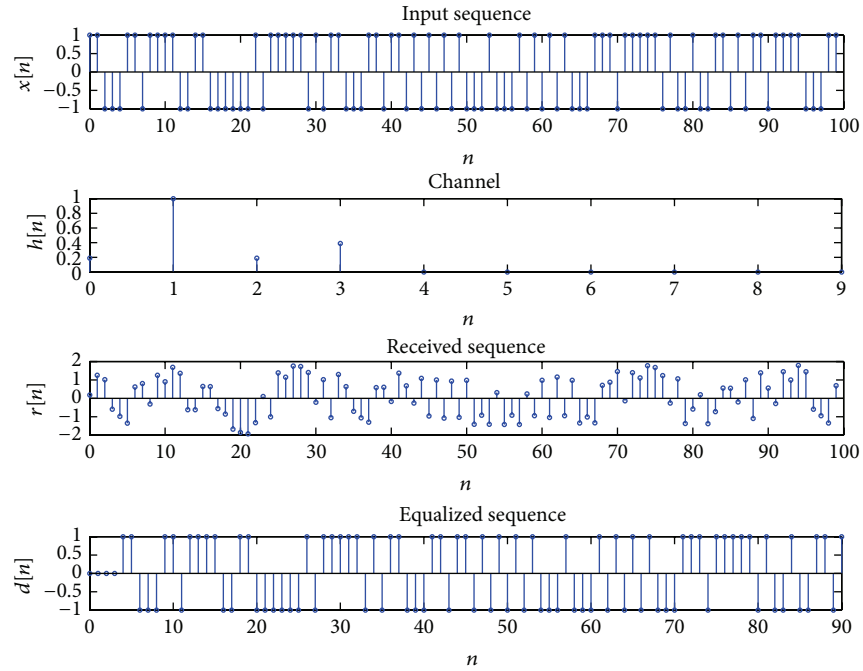 Input sequence
1
0.5
0
−0.5
−1
x[n]
0 10 20 30 40 50 60 70 80 90 100
n
Channel
1
0.8
0.6
0.4
0.2
0
h[n]
0 1 2 3 4 5 6 7 8 9
n
Received sequence
2
1
0
−1
−2
r[n]
0 10 20 30 40 50 60 70 80 90 100
n
Equalized sequence
1
0.5
0
−0.5
−1
d[n]
0 10 20 30 40 50 60 70 80 90
n